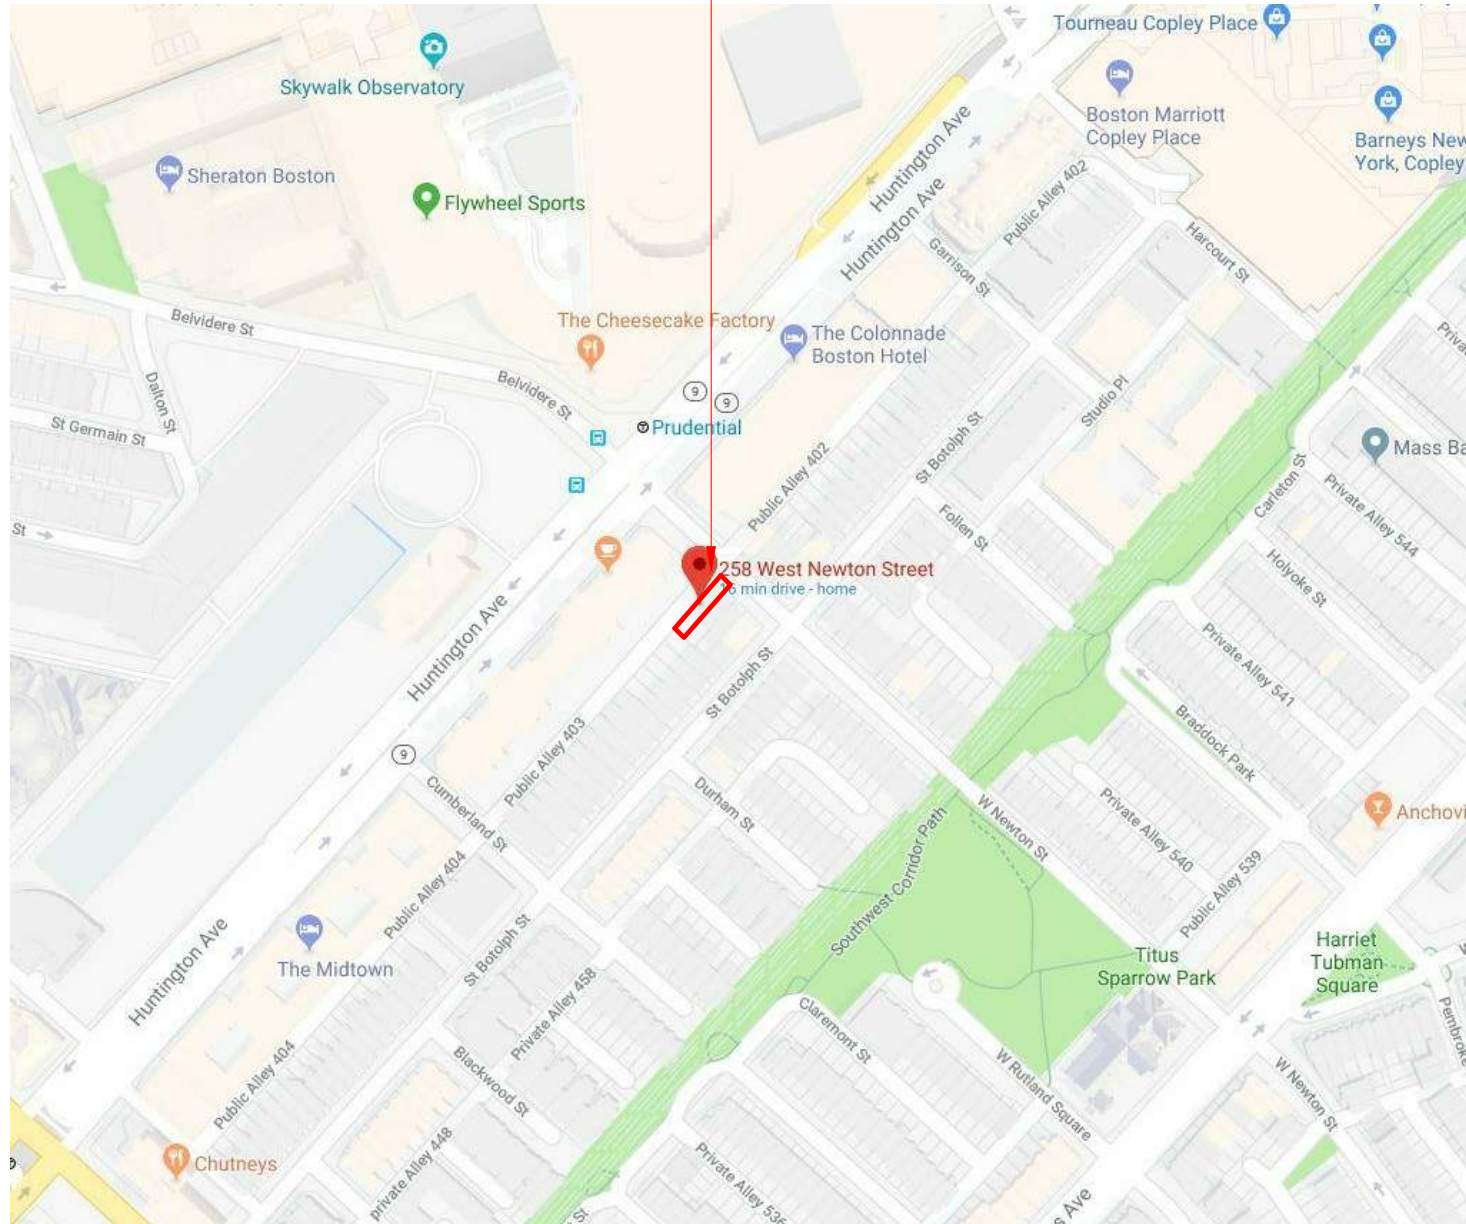 Tourneau Copley Place
Skywalk Observatory
Boston Marriott
Copley Place
Barneys New
York, Copley
Sheraton Boston
Flywheel Sports
Huntington Ave
Huntington Ave
Public Alley 402
Garrison St
Harcourt St
Belvidere St
The Cheesecake Factory
The Colonnade
Boston Hotel
Priva
Dalton St
Belvidere St
9
9
Studio Pl
St Germain St
Prudential
St Botolph St
Mass Ba
Public Alley 402
Carleton St
Private Alley 544
St
Follen St
258 West Newton Street
min drive - home
Holyoke St
Huntington Ave
Private Alley 541
St Botolph St
Braddock Park
9
Public Alley 403
Cumberland St
Durham St
W Newton St
Private Alley 540
Anchovi
Southwest Corridor Path
Public Alley 404
Public Alley 539
Huntington Ave
The Midtown
St Botolph St
Private Alley 458
Titus
Sparrow Park
Harriet
Tubman
Square
Claremont St
Pembroke
Public Alley 404
Blackwood St
W Rutland Square
W Newton St
Chutneys
private Alley 448
Private Alley 536
St
s Ave